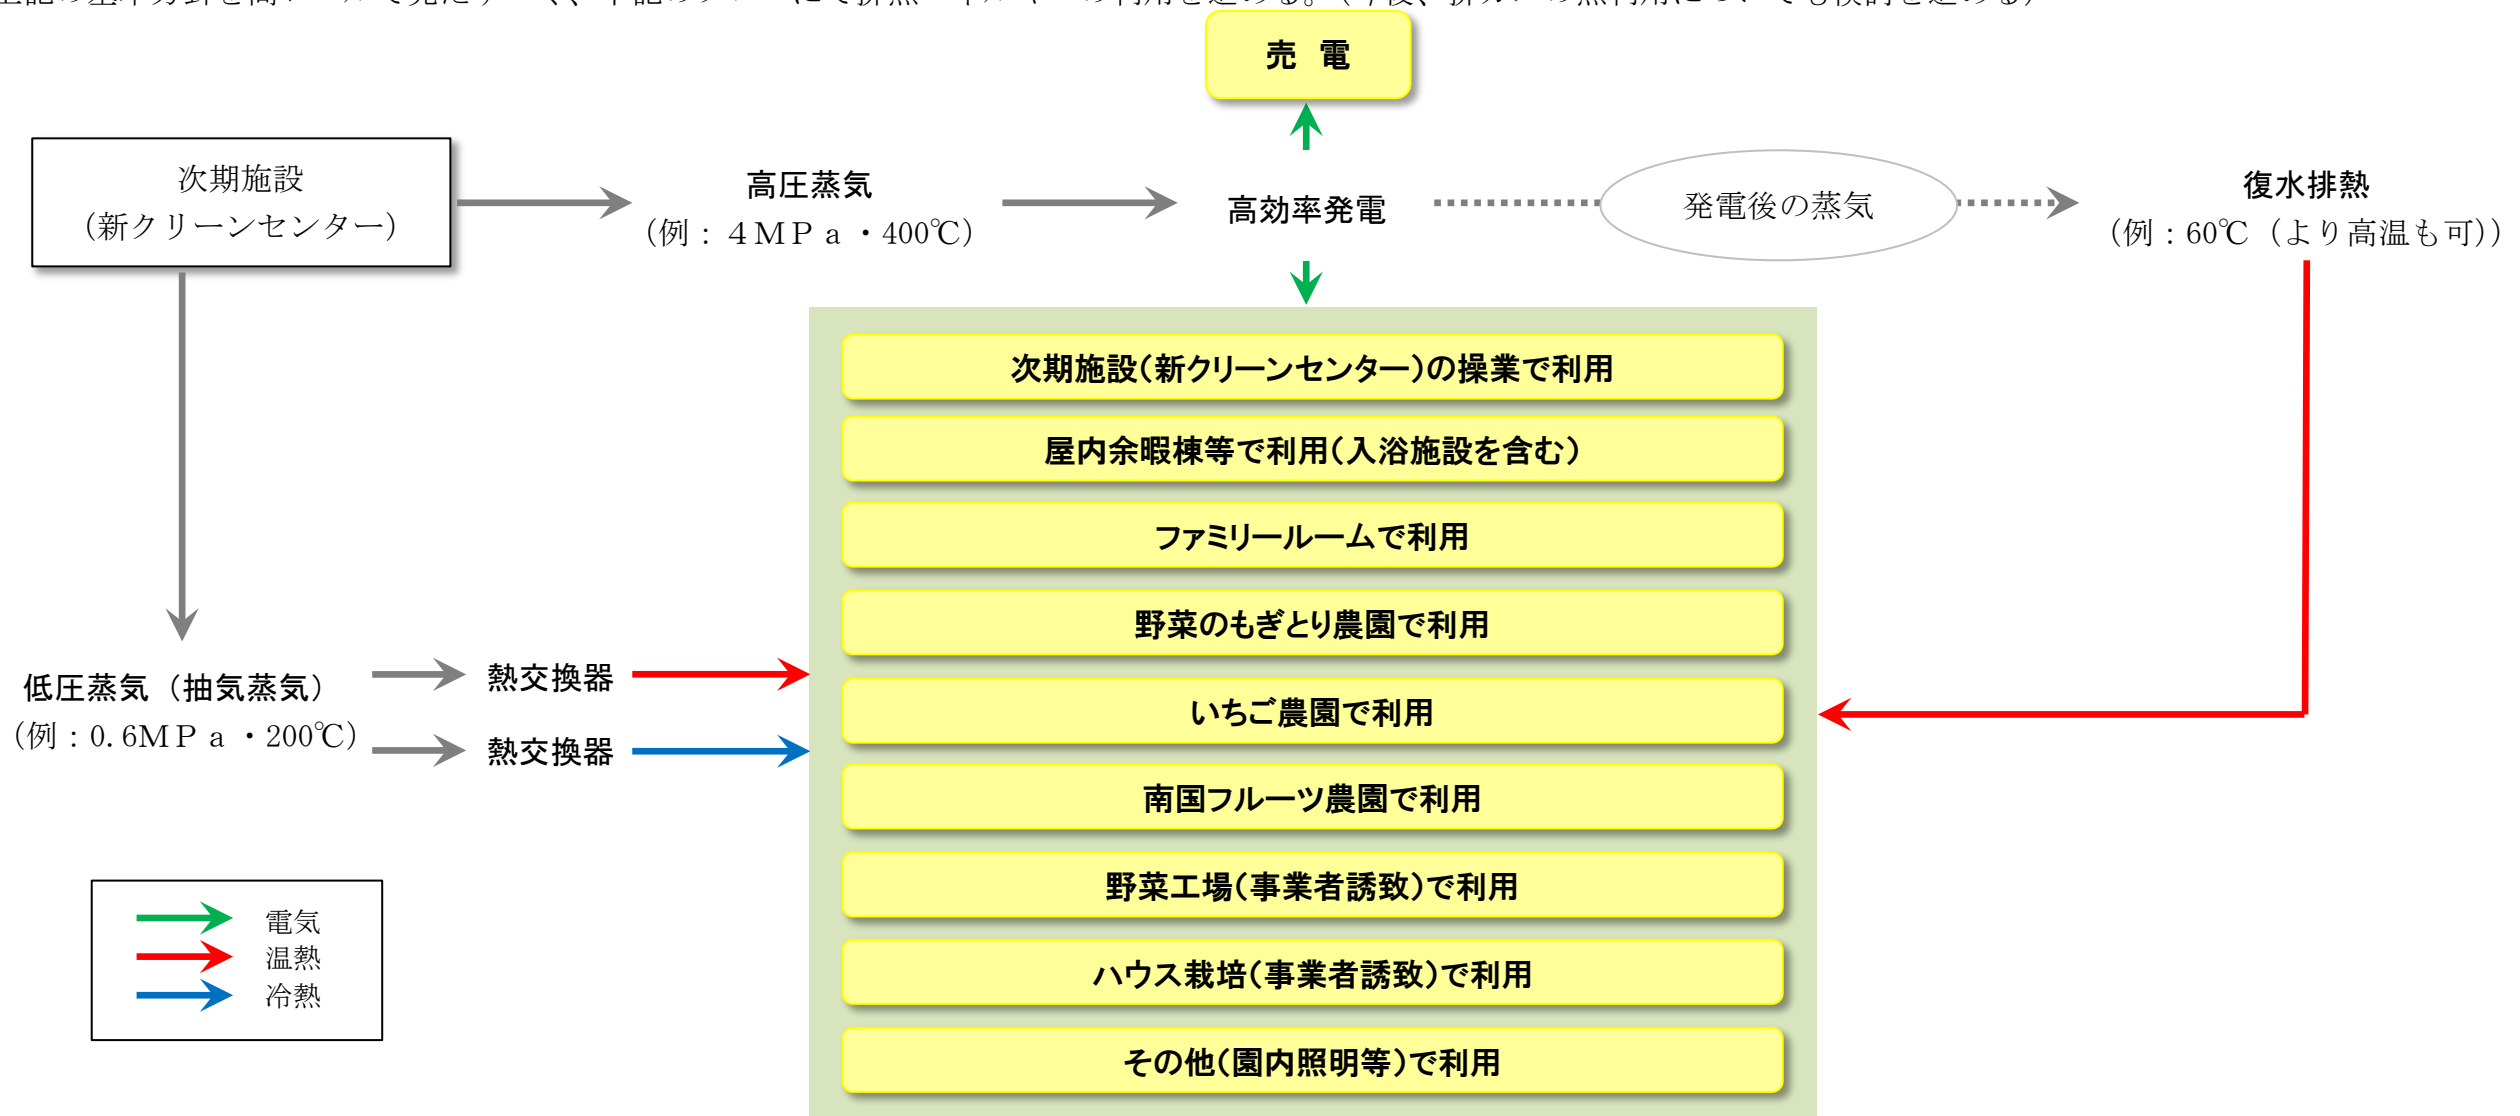 売　電
次期施設
（新クリーンセンター）
高圧蒸気
（例：４ＭＰａ・400℃）
高効率発電
発電後の蒸気
復水排熱
（例：60℃（より高温も可））
次期施設（新クリーンセンター）の操業で利用
屋内余暇棟等で利用（入浴施設を含む）
ファミリールームで利用
野菜のもぎとり農園で利用
いちご農園で利用
南国フルーツ農園で利用
野菜工場（事業者誘致）で利用
ハウス栽培（事業者誘致）で利用
その他（園内照明等）で利用
低圧蒸気（抽気蒸気）
（例：0.6MＰａ・200℃）
熱交換器
熱交換器
電気
温熱
冷熱